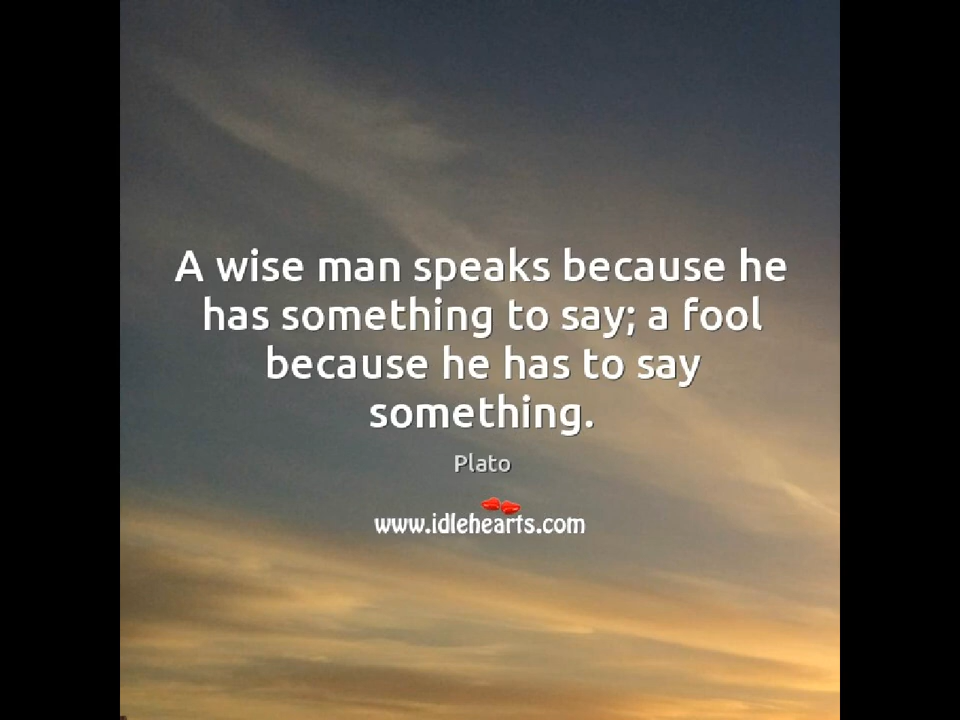 A wise man speaks because he
has something to say; a fool
because he has to say
something.
Plato
www.idlehearts.com